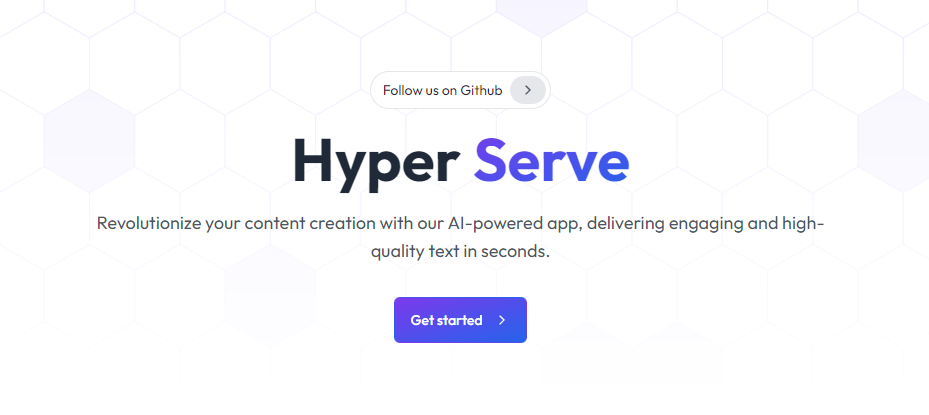 Follow us on Github
Hyper Serve
Revolutionize your content creation with our AI-powered app, delivering engaging and high-
quality text in seconds.
Get started